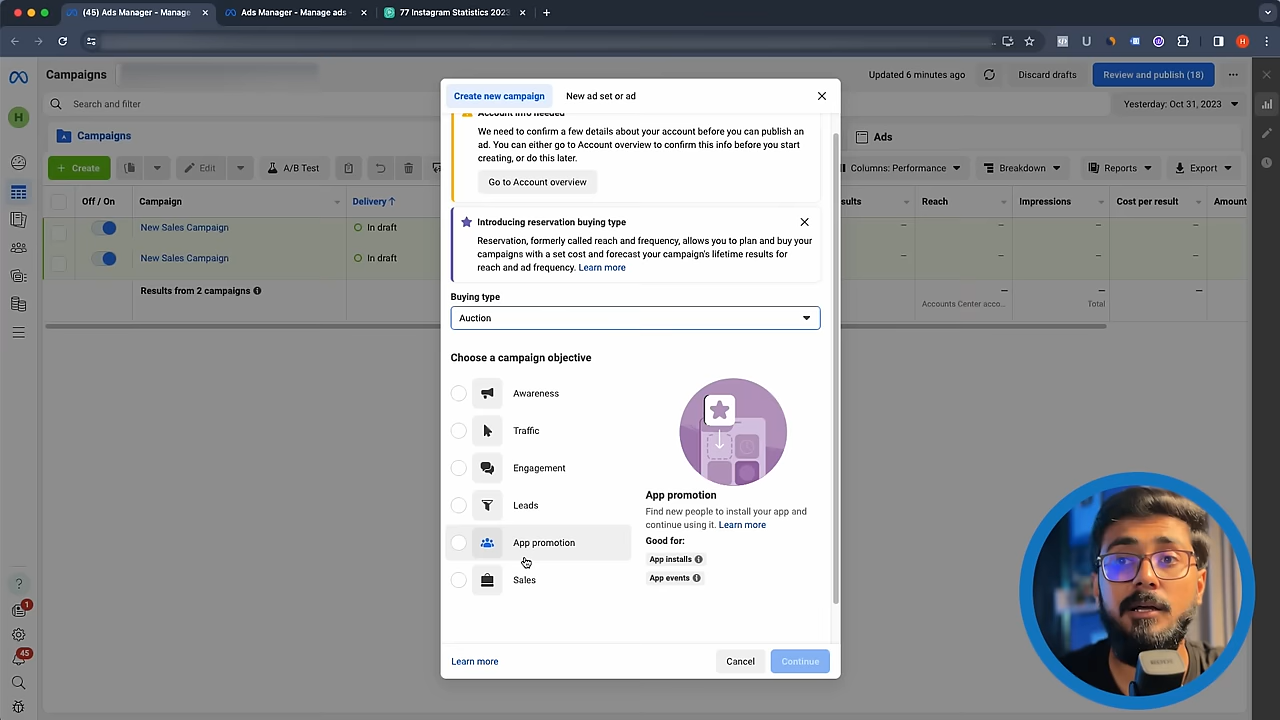 (45) Ads Manager - Manage
Ads Manager - Manage ads
77 Instagram Statistics 2023
H
Campaigns
Updated 6 minutes ago
Discard drafts
Review and publish (18)
H
Search and filter
Yesterday: Oct 31, 2023
Campaigns
Ads
+ Create
Edit
A/B Test
Columns: Performance
Breakdown
Reports
Export
Off / On
Campaign
Delivery ↑
Reach
Impressions
Cost per result
Amount
New Sales Campaign
In draft
—
—
—
—
New Sales Campaign
In draft
—
—
—
—
Results from 2 campaigns
—
—
—
—
Accounts Center acco...
Total
Create new campaign
New ad set or ad
Account info needed
We need to confirm a few details about your account before you can publish an
ad. You can either go to Account overview to confirm this info before you start
creating, or do this later.
Go to Account overview
Introducing reservation buying type
Reservation, formerly called reach and frequency, allows you to plan and buy your
campaigns with a set cost and forecast your campaign's lifetime results for
reach and ad frequency. Learn more
Buying type
Auction
Choose a campaign objective
Awareness
Traffic
Engagement
Leads
App promotion
Sales
App promotion
Find new people to install your app and
continue using it. Learn more
Good for:
App installs
App events
Learn more
Cancel
Continue
?
1
45